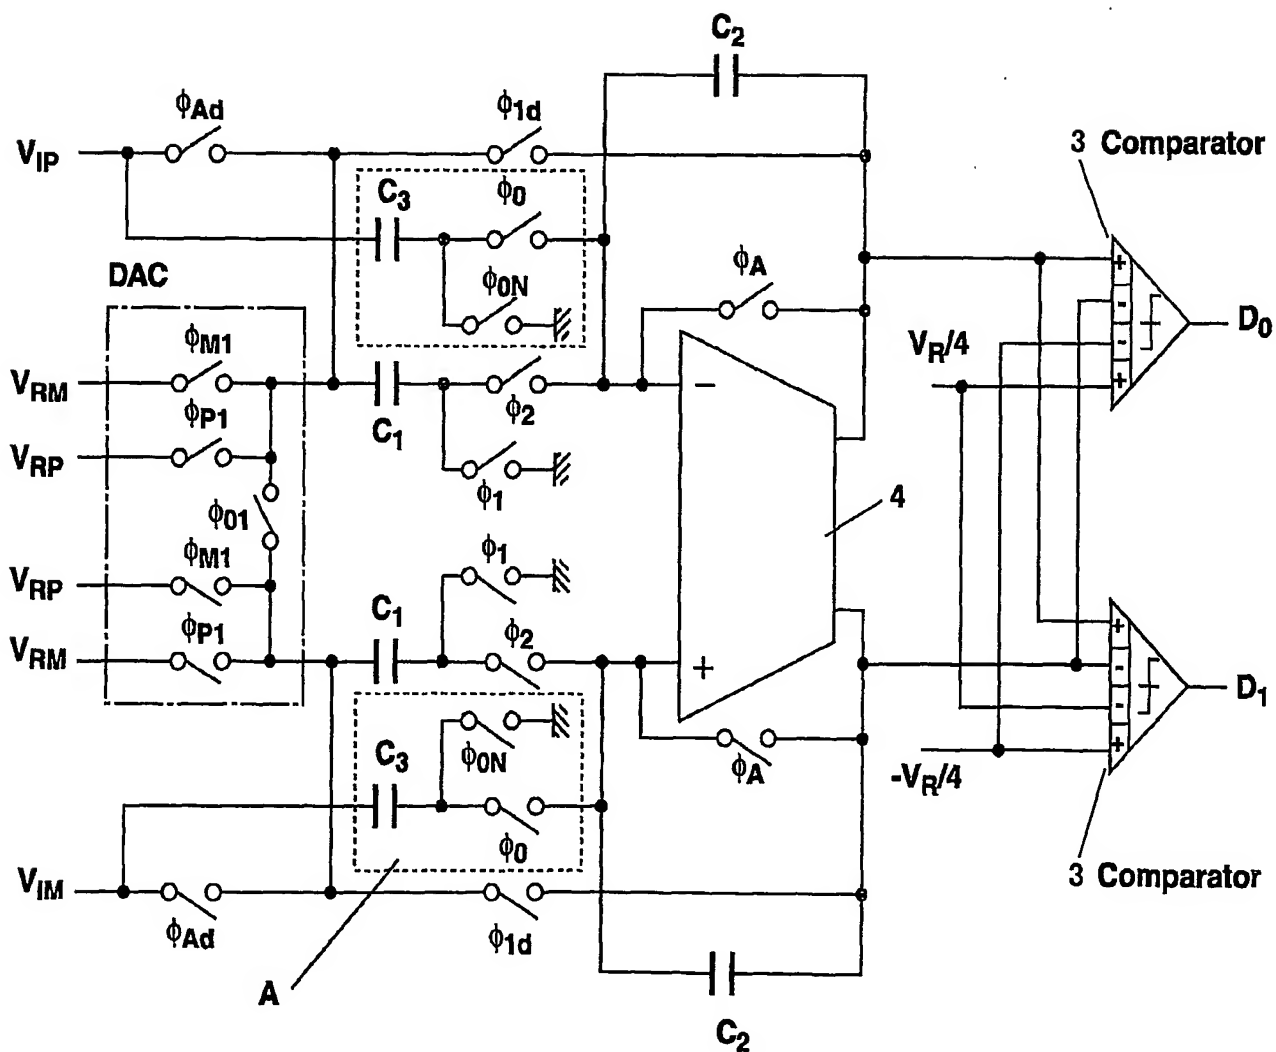 C2
ϕAd
ϕ1d
VIP
3 Comparator
C3
ϕ0
ϕ0N
ϕA
DAC
+
-
-
+
D0
VR/4
ϕM1
VRM
C1
ϕ2
−
ϕP1
VRP
ϕ1
ϕ01
4
VRP
ϕM1
ϕ1
C1
ϕ2
ϕP1
VRM
+
+
-
-
+
D1
ϕ0N
C3
ϕA
-VR/4
ϕ0
VIM
ϕAd
ϕ1d
3 Comparator
A
C2